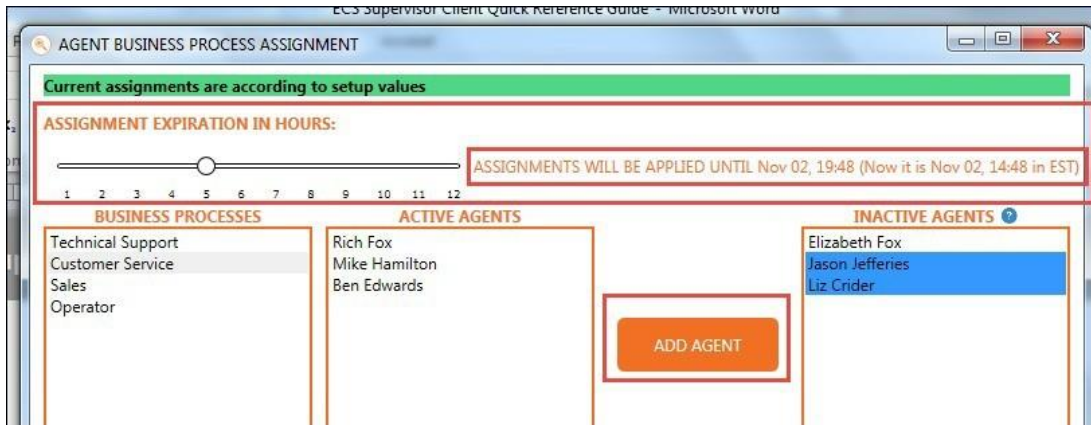 ECS Supervisor Client Quick Reference Guide - Microsoft Word
AGENT BUSINESS PROCESS ASSIGNMENT
Current assignments are according to setup values
ASSIGNMENT EXPIRATION IN HOURS:
ASSIGNMENTS WILL BE APPLIED UNTIL Nov 02, 19:48 (Now it is Nov 02, 14:48 in EST)
1 2 3 4 5 6 7 8 9 10 11 12
BUSINESS PROCESSES ACTIVE AGENTS INACTIVE AGENTS ?
Technical Support Rich Fox Elizabeth Fox
Customer Service Mike Hamilton Jason Jefferies
Sales Ben Edwards Liz Crider
Operator
ADD AGENT